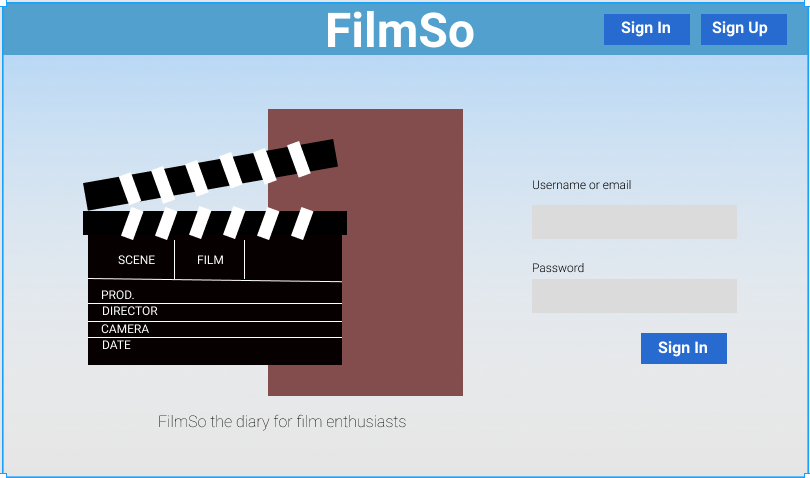 FilmSo
Sign In
Sign Up
SCENE
FILM
PROD.
DIRECTOR
CAMERA
DATE
FilmSo the diary for film enthusiasts
Username or email
Password
Sign In